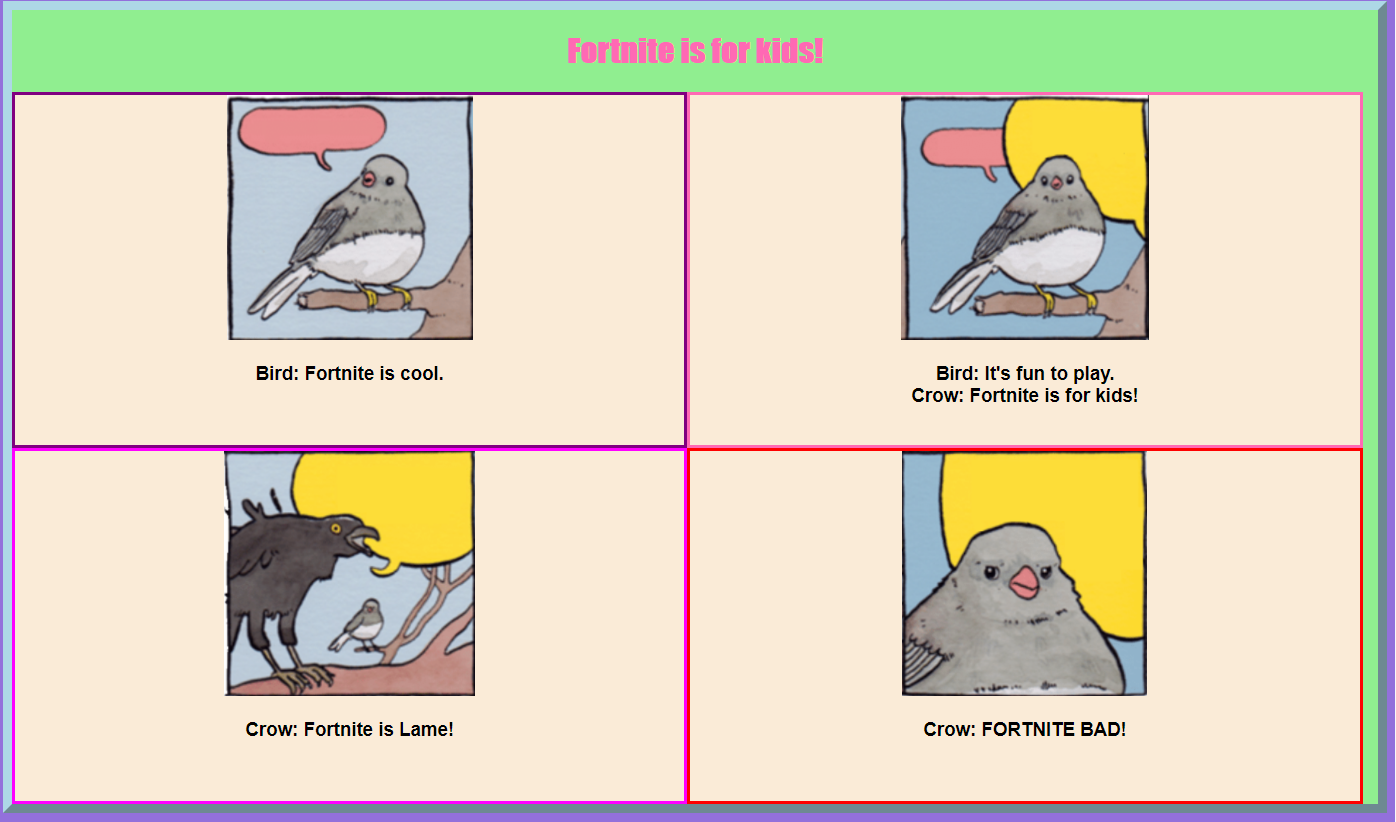 Fortnite is for kids!
Bird: Fortnite is cool.
Bird: It's fun to play.
Crow: Fortnite is for kids!
Crow: Fortnite is Lame!
Crow: FORTNITE BAD!